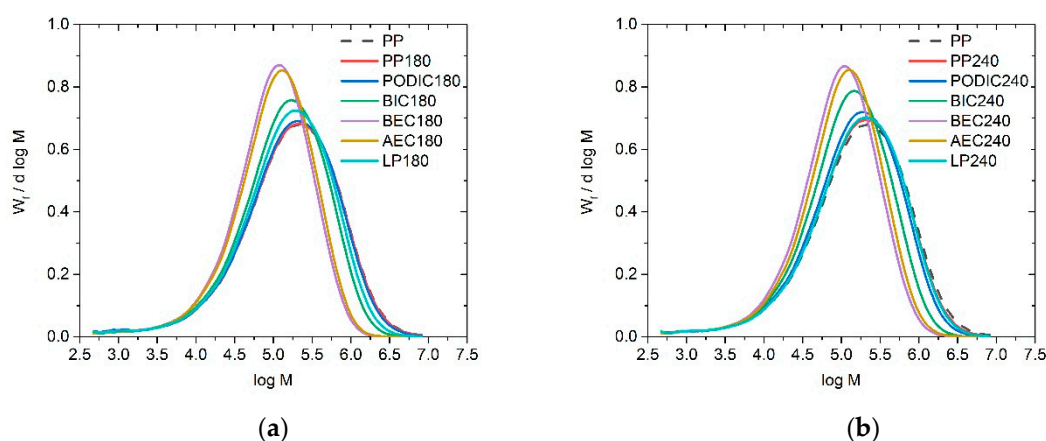 1.0
0.8
0.6
0.4
0.2
0.0
W_f / d log M
2.5 3.0 3.5 4.0 4.5 5.0 5.5 6.0 6.5 7.0 7.5
log M
PP
PP180
PODIC180
BIC180
BEC180
AEC180
LP180
(a)
1.0
0.8
0.6
0.4
0.2
0.0
W_f / d log M
2.5 3.0 3.5 4.0 4.5 5.0 5.5 6.0 6.5 7.0 7.5
log M
PP
PP240
PODIC240
BIC240
BEC240
AEC240
LP240
(b)